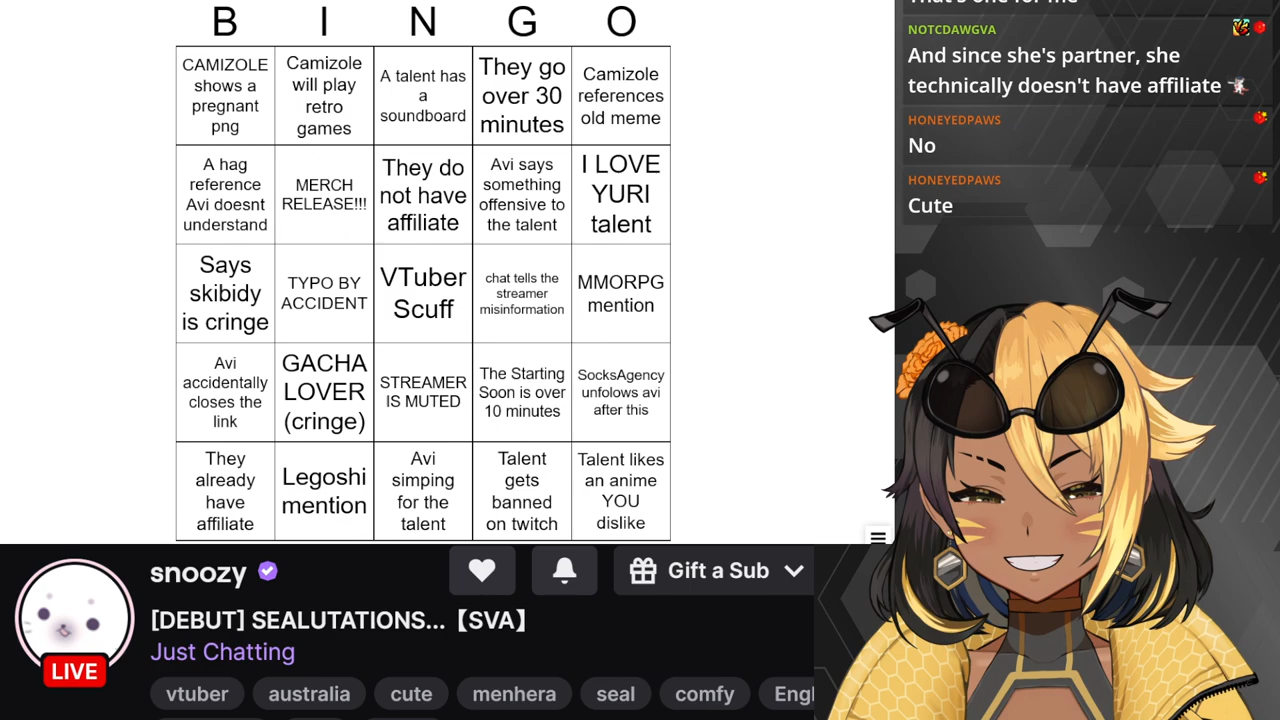 B I N G O
CAMIZOLE
shows a
pregnant
png
Camizole
will play
retro
games
A talent has
a
soundboard
They go
over 30
minutes
Camizole
references
old meme
A hag
reference
Avi doesnt
understand
MERCH
RELEASE!!!
They do
not have
affiliate
Avi says
something
offensive to
the talent
I LOVE
YURI
talent
Says
skibidy
is cringe
TYPO BY
ACCIDENT
VTuber
Scuff
chat tells the
streamer
misinformation
MMORPG
mention
Avi
accidentally
closes the
link
GACHA
LOVER
(cringe)
STREAMER
IS MUTED
The Starting
Soon is over
10 minutes
SocksAgency
unfolows avi
after this
They
already
have
affiliate
Legoshi
mention
Avi
simping
for the
talent
Talent
gets
banned
on twitch
Talent likes
an anime
YOU
dislike
That's one for me
NOTCDAWGVA
And since she's partner, she
technically doesn't have affiliate
HONEYEDPAWS
No
HONEYEDPAWS
Cute
snoozy
Gift a Sub
[DEBUT] SEALUTATIONS...【SVA】
Just Chatting
LIVE
vtuber australia cute menhera seal comfy Engl